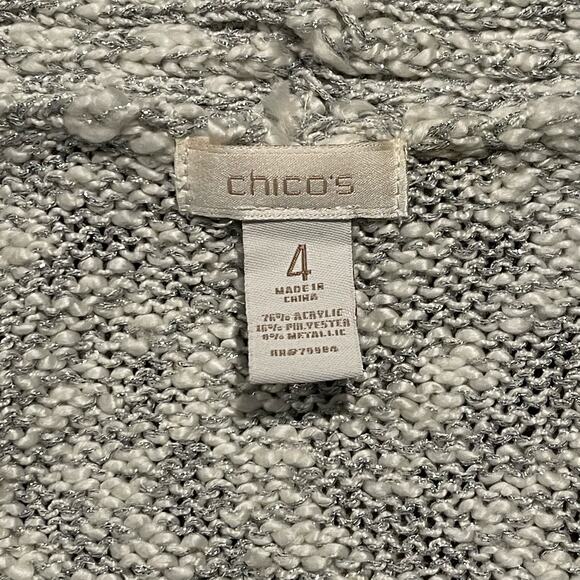 chico's
4
MADE IN
CHINA
76% ACRYLIC
16% POLYESTER
8% METALLIC
RN#79984